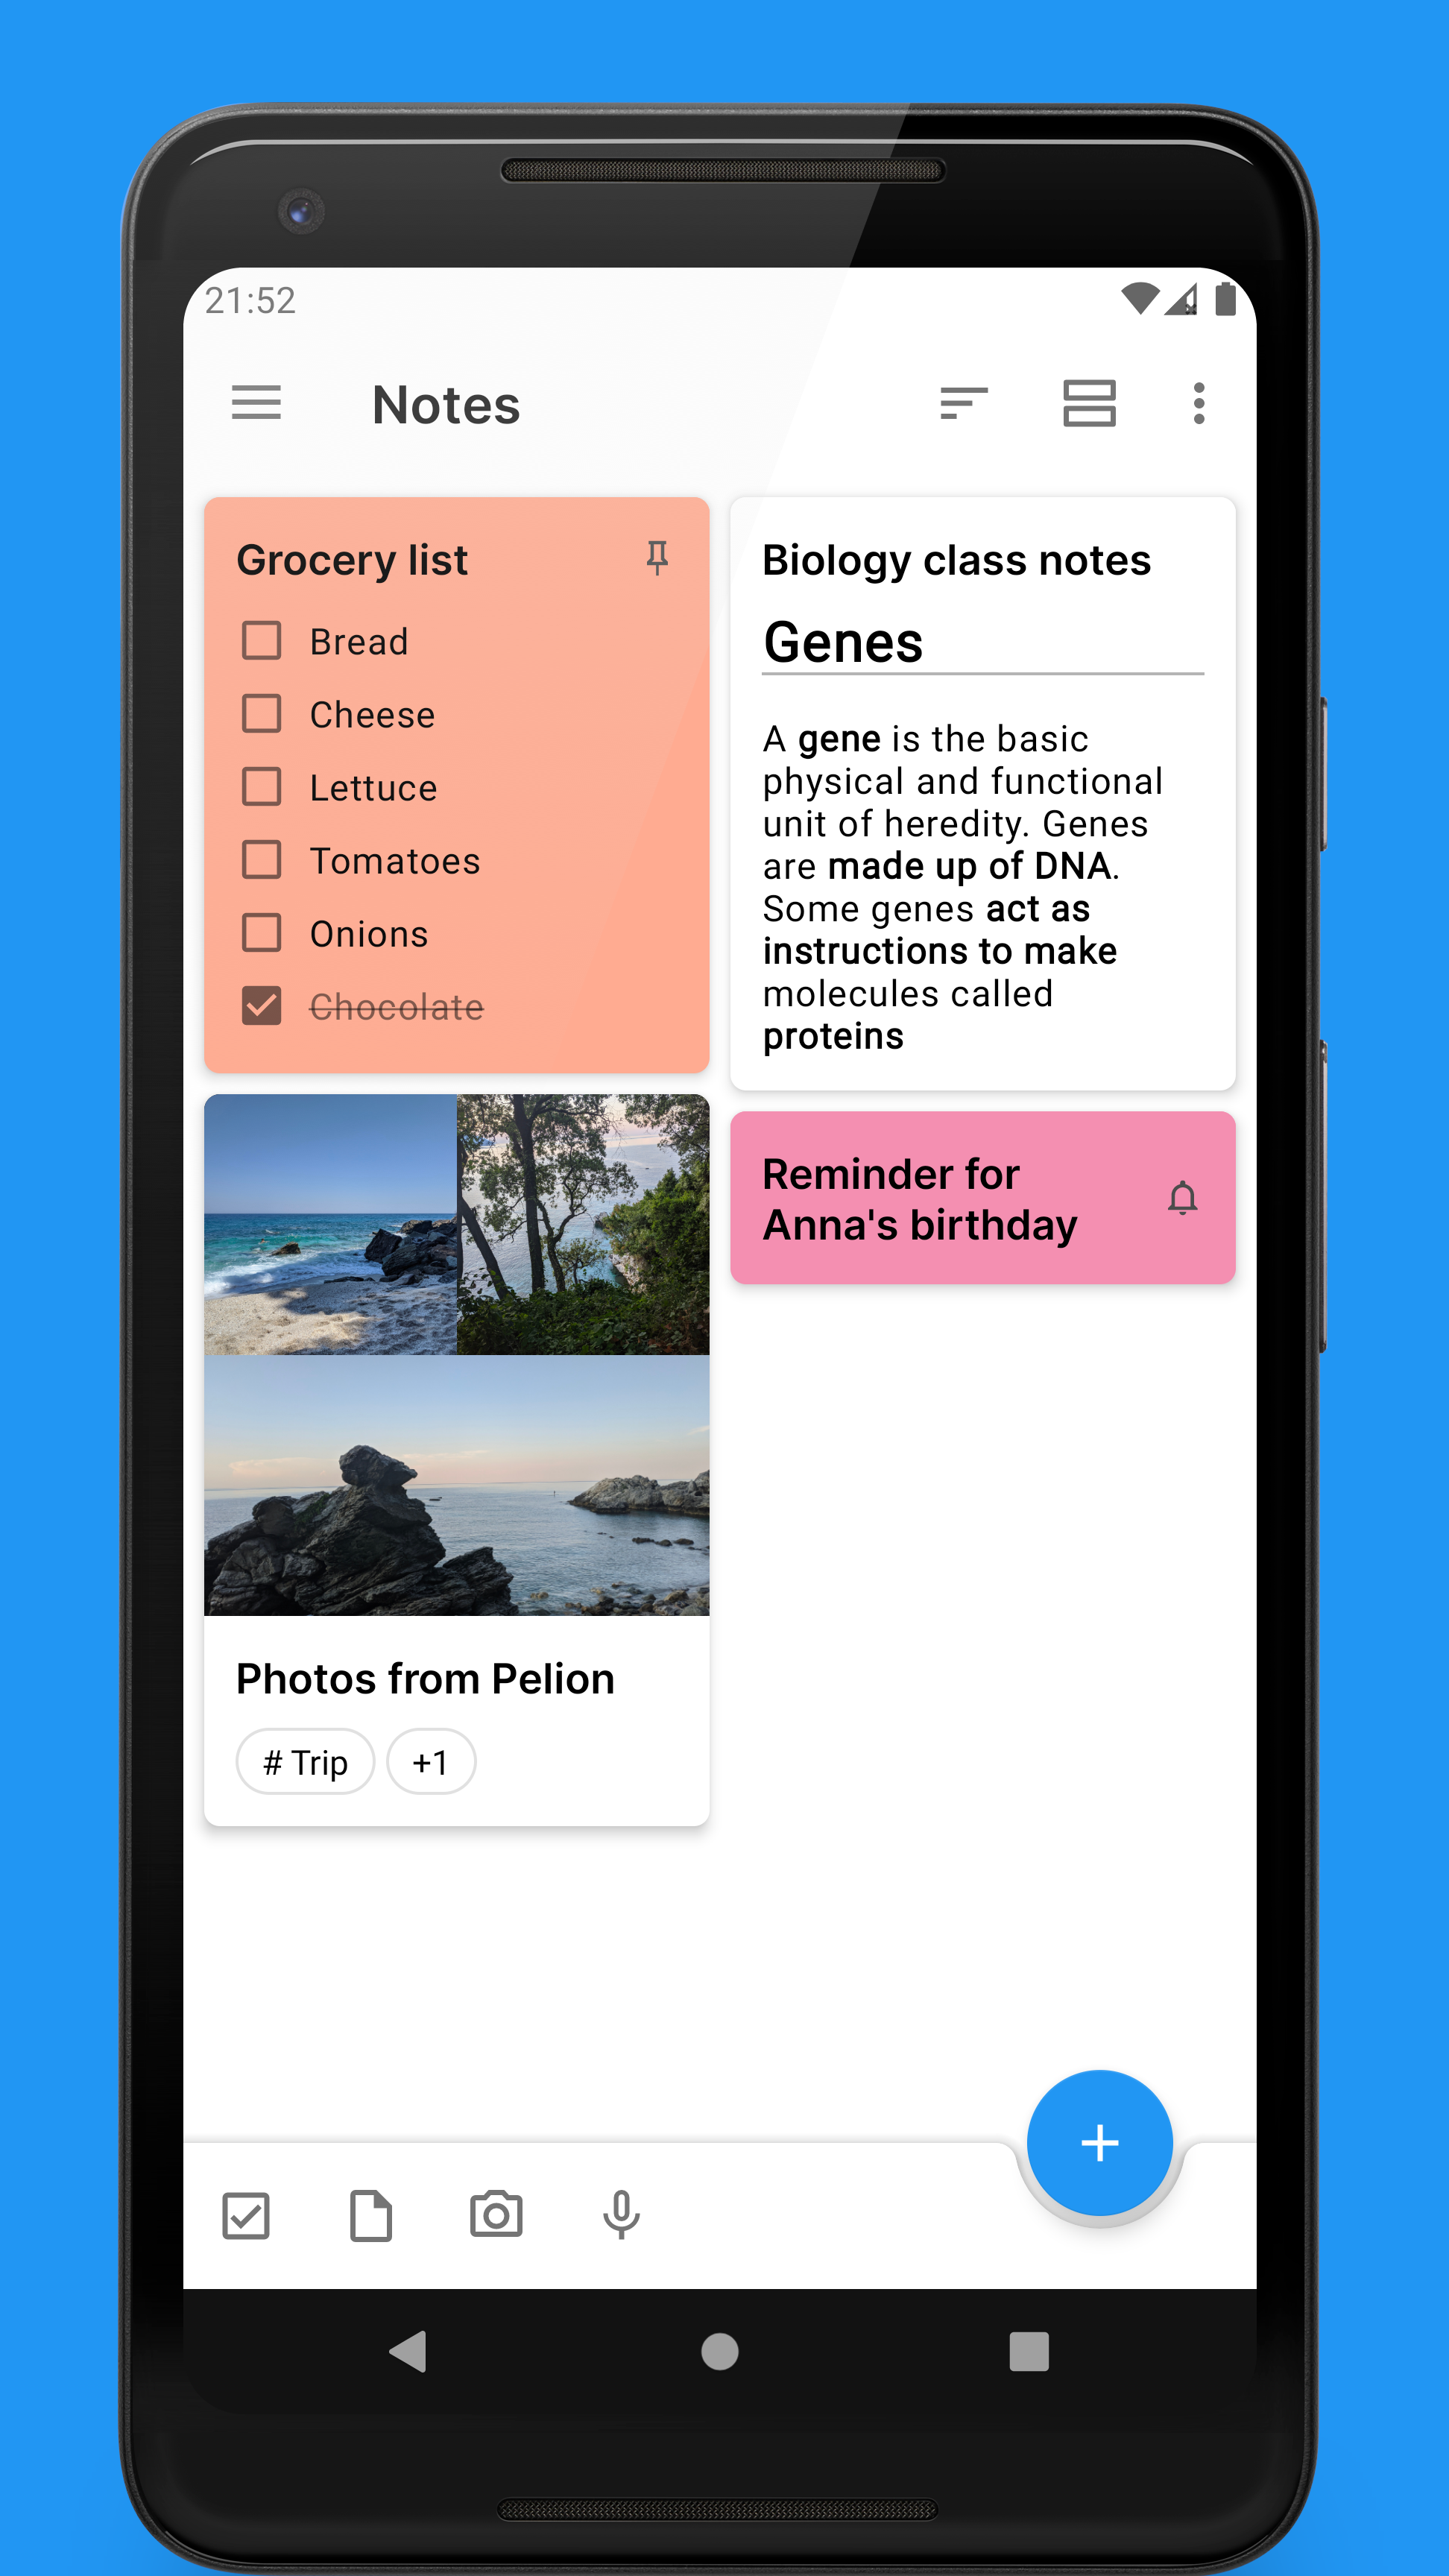 21:52
Notes
Grocery list
Bread
Cheese
Lettuce
Tomatoes
Onions
Chocolate
Biology class notes
Genes
A gene is the basic
physical and functional
unit of heredity. Genes
are made up of DNA.
Some genes act as
instructions to make
molecules called
proteins
Reminder for
Anna's birthday
Photos from Pelion
# Trip
+1